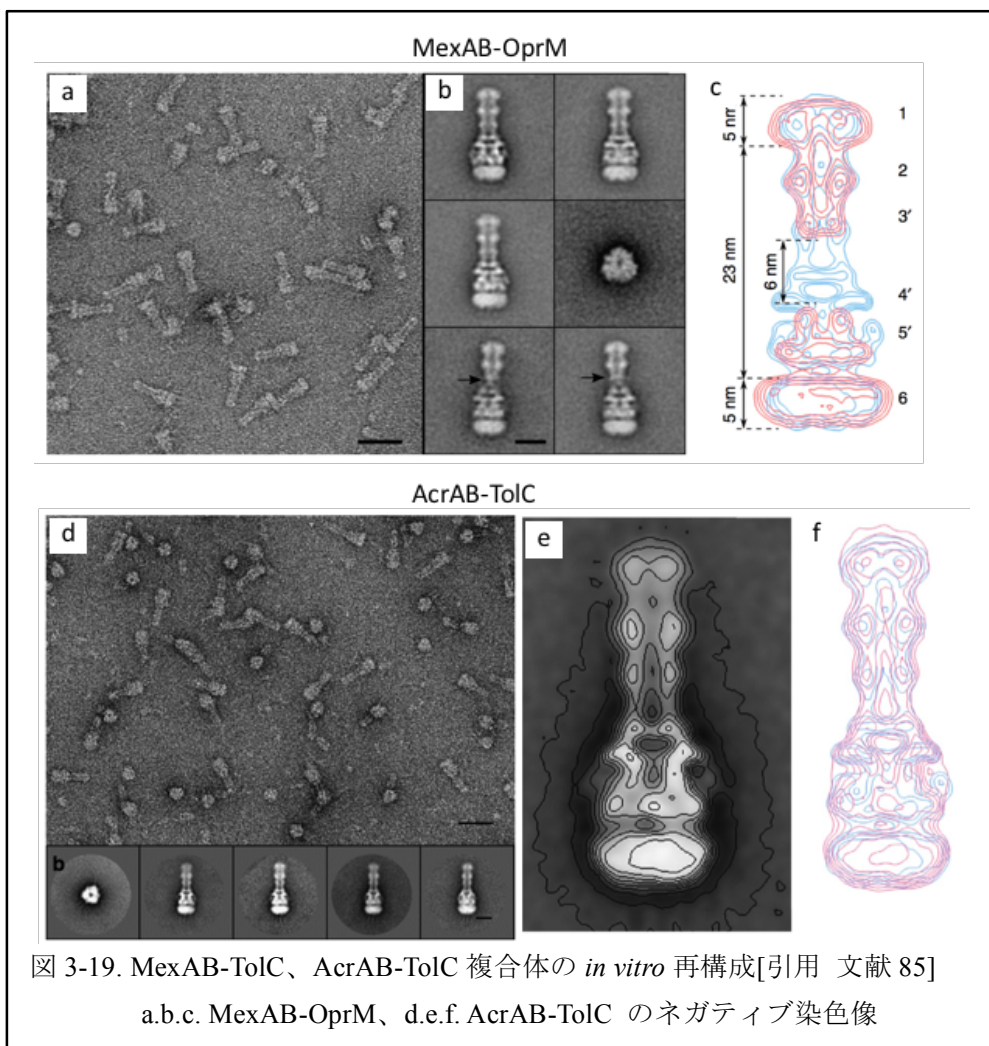 MexAB-OprM
a
b
c
5 nm
23 nm
6 nm
5 nm
1
2
3′
4′
5′
6
AcrAB-TolC
d
b
e
f
図 3-19. MexAB-TolC、AcrAB-TolC 複合体の in vitro 再構成[引用 文献 85]
a.b.c. MexAB-OprM、d.e.f. AcrAB-TolC のネガティブ染色像